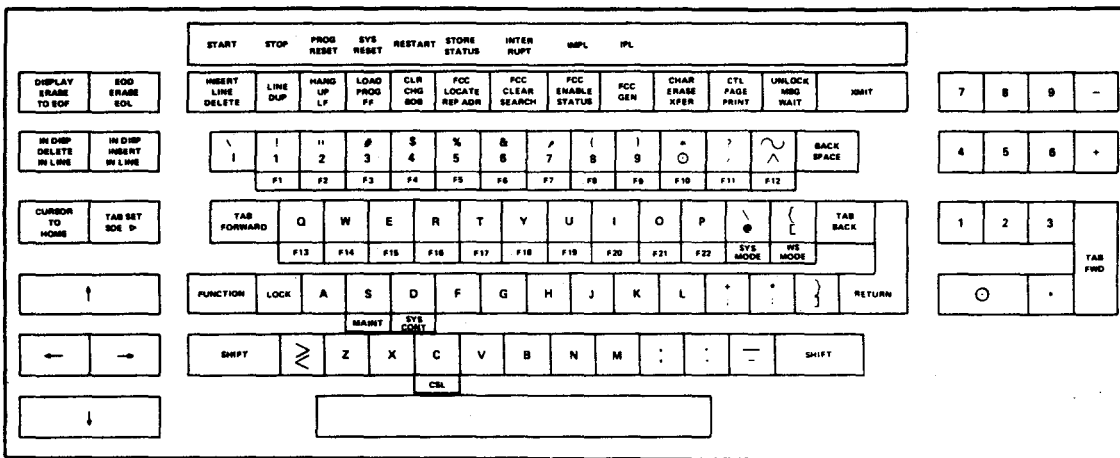 START STOP PROG RESET SYS RESET RESTART STORE STATUS INTER RUPT IMPL IPL
DISPLAY ERASE TO EOF
EOD ERASE EOL
INSERT LINE DELETE
LINE DUP
HANG UP LF
LOAD PROG FF
CLR CHG BOB
FCC LOCATE REP ADR
FCC CLEAR SEARCH
FCC ENABLE STATUS
FCC GEN
CHAR ERASE XFER
CTL PAGE PRINT
UNLOCK MSG WAIT
XMIT
7 8 9 −
IN DISP DELETE IN LINE
IN DISP INSERT IN LINE
\ |
! 1
" 2
# 3
$ 4
% 5
& 6
' 7
( 8
) 9
* ⊙
? /
~ ^
BACK SPACE
4 5 6 +
F1 F2 F3 F4 F5 F6 F7 F8 F9 F10 F11 F12
CURSOR TO HOME
TAB SET SOE ▷
TAB FORWARD
Q W E R T Y U I O P
\ @
{ [
TAB BACK
1 2 3
TAB FWD
F13 F14 F15 F16 F17 F18 F19 F20 F21 F22 SYS MODE WS MODE
↑
FUNCTION LOCK A S D F G H J K L
} ]
RETURN
⊙ .
MAINT SYS CONT
← →
SHIFT
> <
Z X C V B N M
— –
SHIFT
CSL
↓